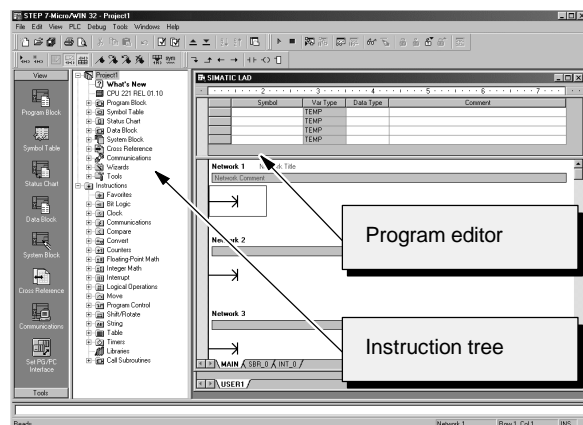 STEP 7-Micro/WIN 32 - Project1
File Edit View PLC Debug Tools Windows Help
View
Program Block
Symbol Table
Status Chart
Data Block
System Block
Cross Reference
Communications
Set PG/PC
Interface
Tools
Project1
What's New
CPU 221 REL 01.10
Program Block
Symbol Table
Status Chart
Data Block
System Block
Cross Reference
Communications
Wizards
Tools
Instructions
Favorites
Bit Logic
Clock
Communications
Compare
Convert
Counters
Floating-Point Math
Integer Math
Interrupt
Logical Operations
Move
Program Control
Shift/Rotate
String
Table
Timers
Libraries
Call Subroutines
SIMATIC LAD
2 3 4 5 6 7
Symbol Var Type Data Type Comment
TEMP
TEMP
TEMP
TEMP
Network 1 Network Title
Network Comment
Network 2
Network 3
MAIN SBR_0 INT_0
USER1
Program editor
Instruction tree
Ready Network 1 Row 1, Col 1 INS